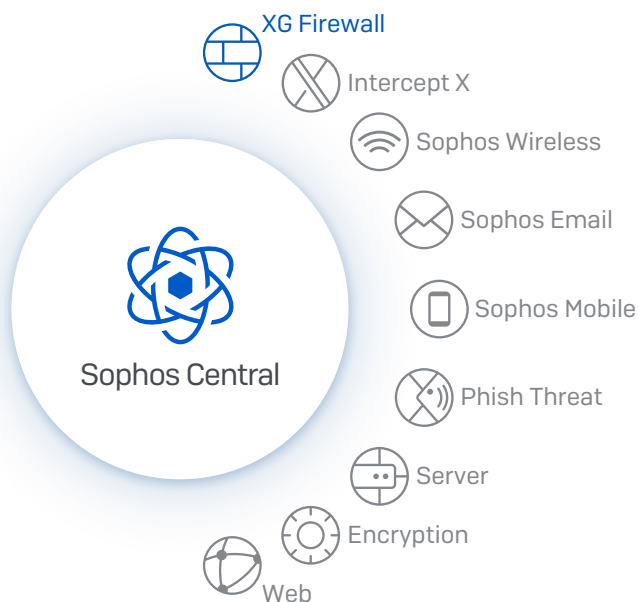 XG Firewall
Intercept X
Sophos Wireless
Sophos Email
Sophos Mobile
Sophos Central
Phish Threat
Server
Encryption
Web